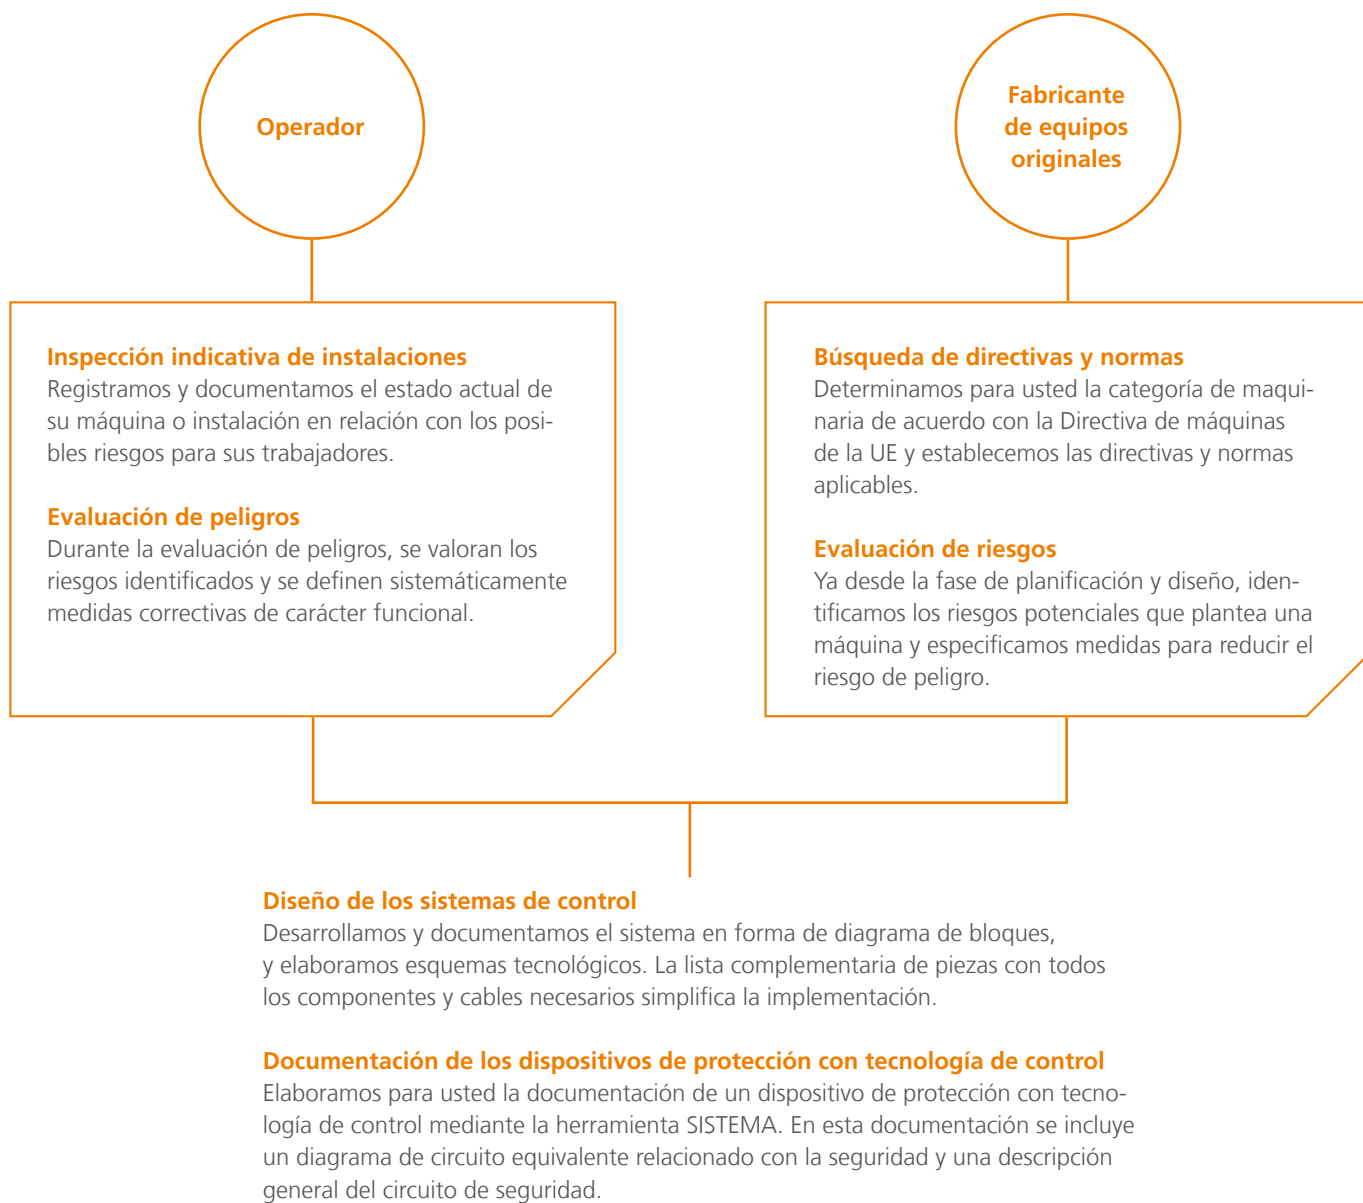 Operador
Fabricante
de equipos
originales
Inspección indicativa de instalaciones
Registramos y documentamos el estado actual de
su máquina o instalación en relación con los posi-
bles riesgos para sus trabajadores.
Evaluación de peligros
Durante la evaluación de peligros, se valoran los
riesgos identificados y se definen sistemáticamente
medidas correctivas de carácter funcional.
Búsqueda de directivas y normas
Determinamos para usted la categoría de maqui-
naria de acuerdo con la Directiva de máquinas
de la UE y establecemos las directivas y normas
aplicables.
Evaluación de riesgos
Ya desde la fase de planificación y diseño, iden-
tificamos los riesgos potenciales que plantea una
máquina y especificamos medidas para reducir el
riesgo de peligro.
Diseño de los sistemas de control
Desarrollamos y documentamos el sistema en forma de diagrama de bloques,
y elaboramos esquemas tecnológicos. La lista complementaria de piezas con todos
los componentes y cables necesarios simplifica la implementación.
Documentación de los dispositivos de protección con tecnología de control
Elaboramos para usted la documentación de un dispositivo de protección con tecno-
logía de control mediante la herramienta SISTEMA. En esta documentación se incluye
un diagrama de circuito equivalente relacionado con la seguridad y una descripción
general del circuito de seguridad.